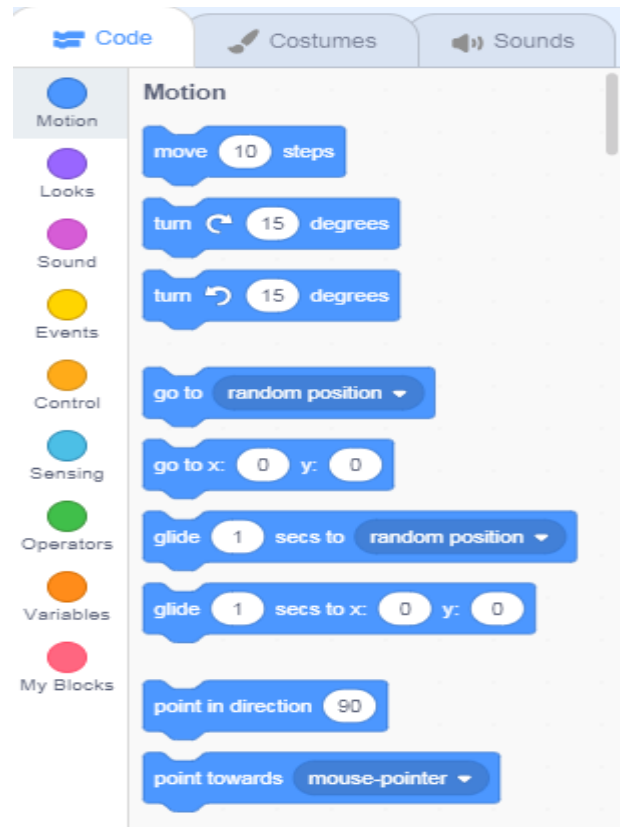 Code Costumes Sounds
Motion
Motion
move 10 steps
turn 15 degrees
Looks
Sound
turn 15 degrees
Events
Control
go to random position
go to x: 0 y: 0
Sensing
Operators
glide 1 secs to random position
Variables
glide 1 secs to x: 0 y: 0
My Blocks
point in direction 90
point towards mouse-pointer